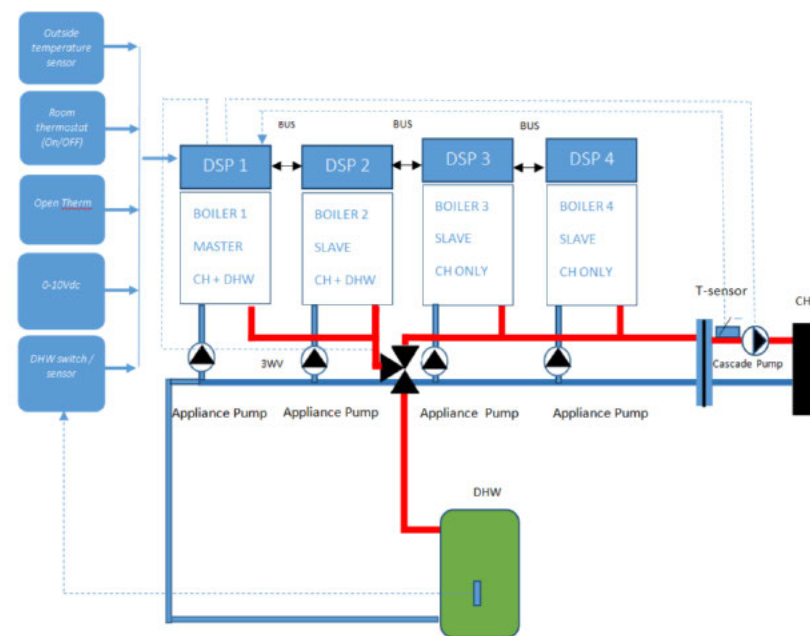 Outside
temperature
sensor
Room
thermostat
(On/OFF)
Open Therm
0-10Vdc
DHW switch /
sensor
BUS
BUS
BUS
DSP 1
DSP 2
DSP 3
DSP 4
BOILER 1
MASTER
CH + DHW
BOILER 2
SLAVE
CH + DHW
BOILER 3
SLAVE
CH ONLY
BOILER 4
SLAVE
CH ONLY
T-sensor
CH
3WV
Cascade Pump
Appliance Pump
Appliance Pump
Appliance Pump
Appliance Pump
DHW